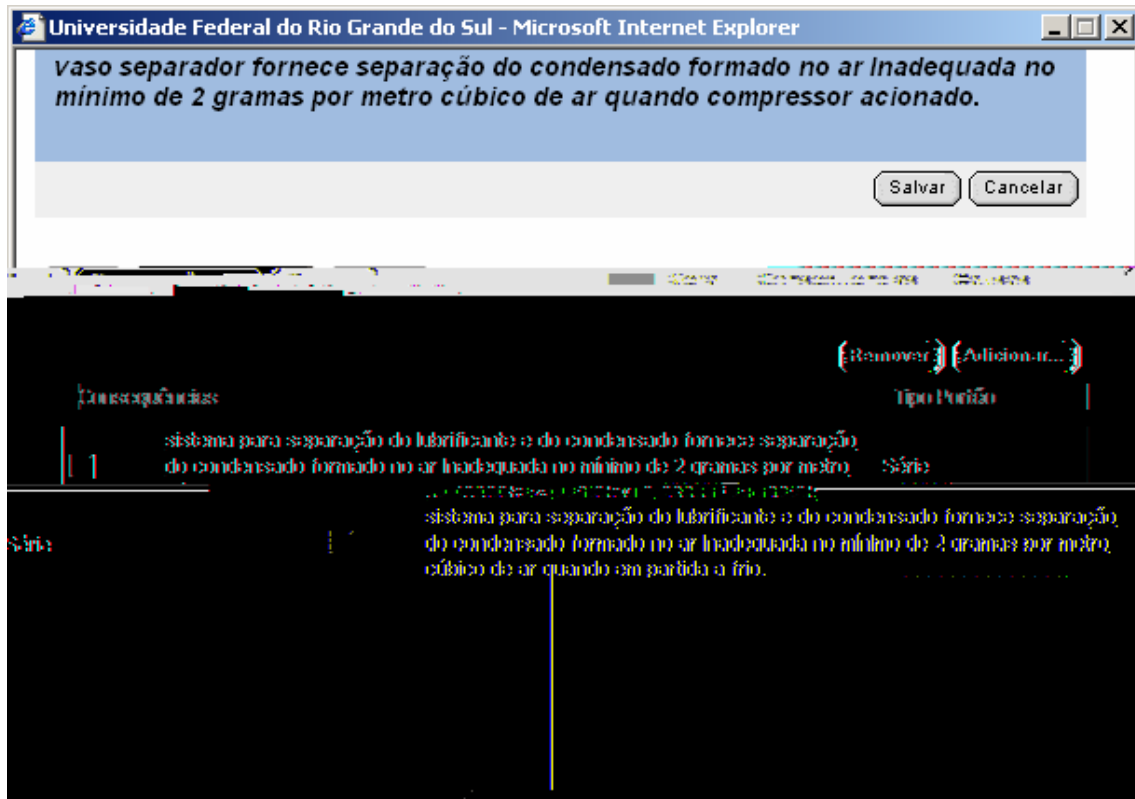 Universidade Federal do Rio Grande do Sul - Microsoft Internet Explorer
vaso separador fornece separação do condensado formado no ar Inadequada no
mínimo de 2 gramas por metro cúbico de ar quando compressor acionado.
Salvar Cancelar
Remover Adicionar...
Consequências Tipo Portão
sistema para separação do lubrificante e do condensado fornece separação
1 do condensado formado no ar Inadequada no mínimo de 2 gramas por metro Série
sistema para separação do lubrificante e do condensado fornece separação
Série do condensado formado no ar Inadequada no mínimo de 2 gramas por metro
cúbico de ar quando em partida a frio.